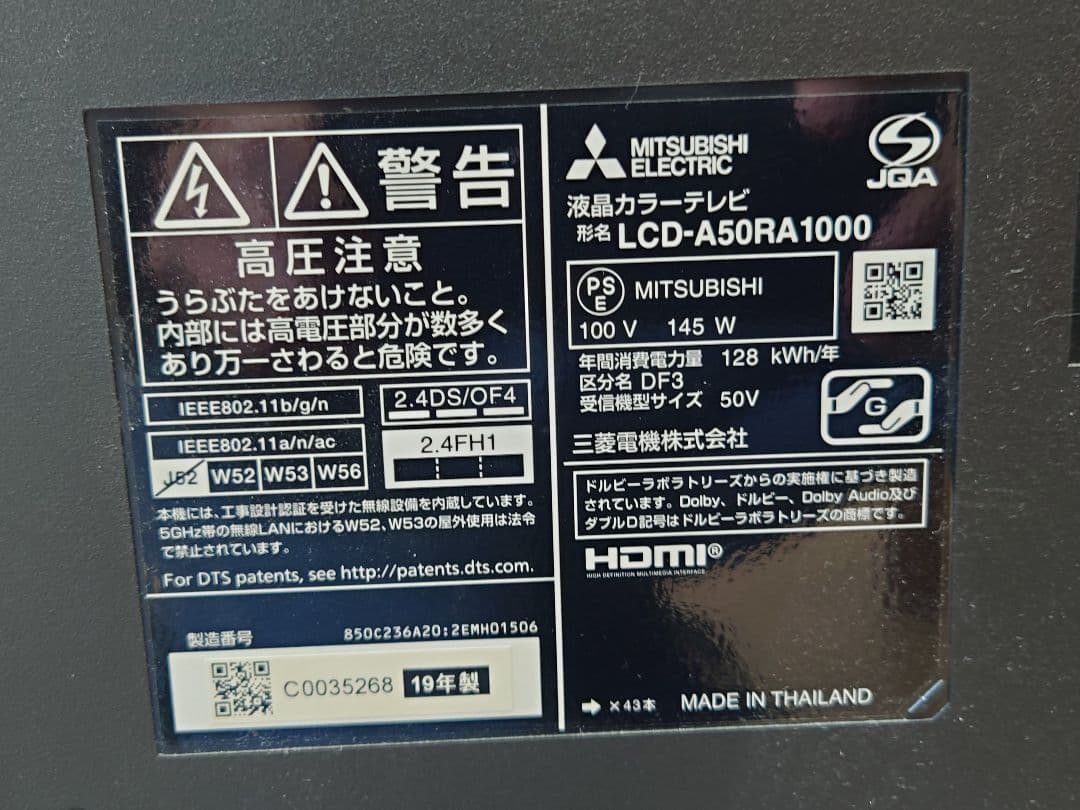 警告
高圧注意
うらぶたをあけないこと。
内部には高電圧部分が数多く
あり万一さわると危険です。
IEEE802.11b/g/n
2.4DS/OF4
IEEE802.11a/n/ac
2.4FH1
J52 W52 W53 W56
本機には、工事設計認証を受けた無線設備を内蔵しています。
5GHz帯の無線LANにおけるW52、W53の屋外使用は法令
で禁止されています。
For DTS patents, see http://patents.dts.com.
製造番号 850C236A20:2EMH01506
C0035268 19年製
MITSUBISHI
ELECTRIC
JQA
液晶カラーテレビ
形名 LCD-A50RA1000
PS
E
MITSUBISHI
100 V 145 W
年間消費電力量 128 kWh/年
区分名 DF3
受信機型サイズ 50V
G
三菱電機株式会社
ドルビーラボラトリーズからの実施権に基づき製造
されています。Dolby、ドルビー、Dolby Audio及び
ダブルD記号はドルビーラボラトリーズの商標です。
HDMI®
HIGH DEFINITION MULTIMEDIA INTERFACE
➡ ×43本 MADE IN THAILAND